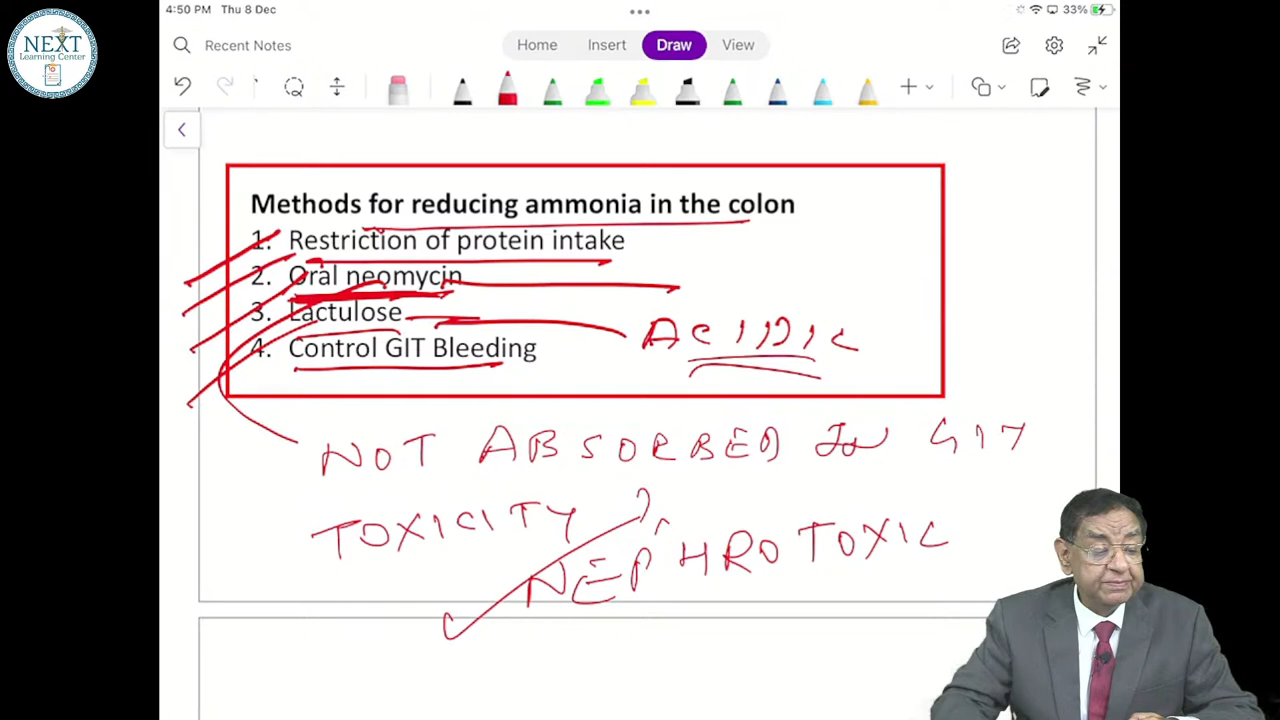 4:50 PM Thu 8 Dec
33%
NEXT
Learning Center
Recent Notes
Home Insert Draw View
Methods for reducing ammonia in the colon
1. Restriction of protein intake
2. Oral neomycin
3. Lactulose
ACIDIC
4. Control GIT Bleeding
NOT ABSORBED IN GIT
TOXICITY ?
NEPHROTOXIC